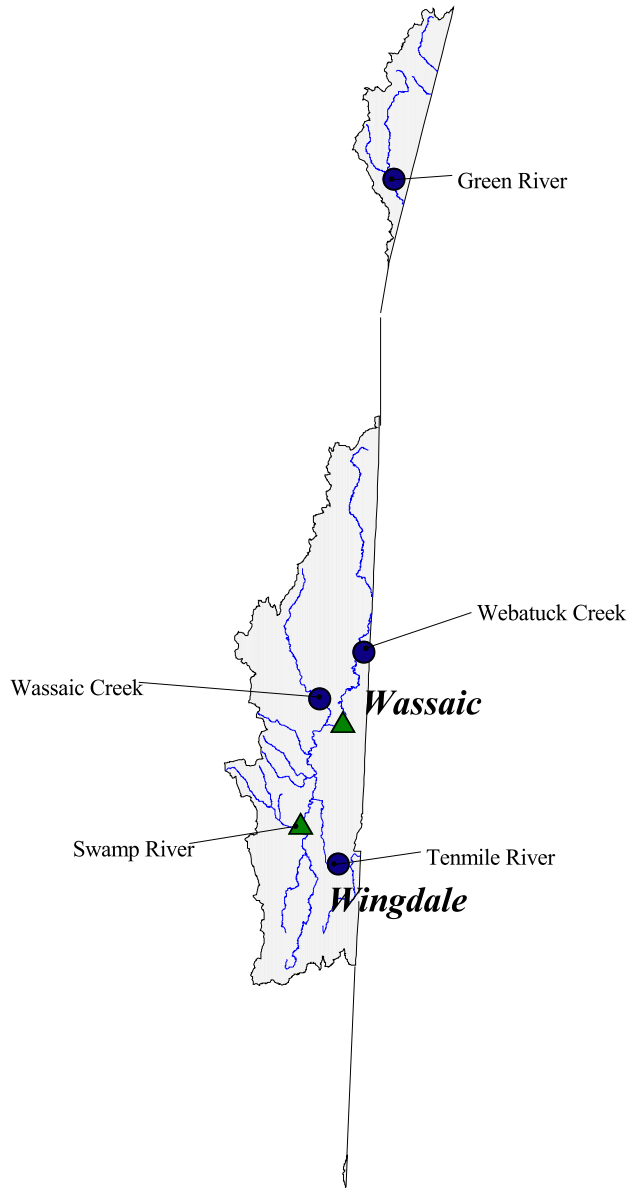 Green River
Webatuck Creek
Wassaic Creek
Wassaic
Swamp River
Tenmile River
Wingdale